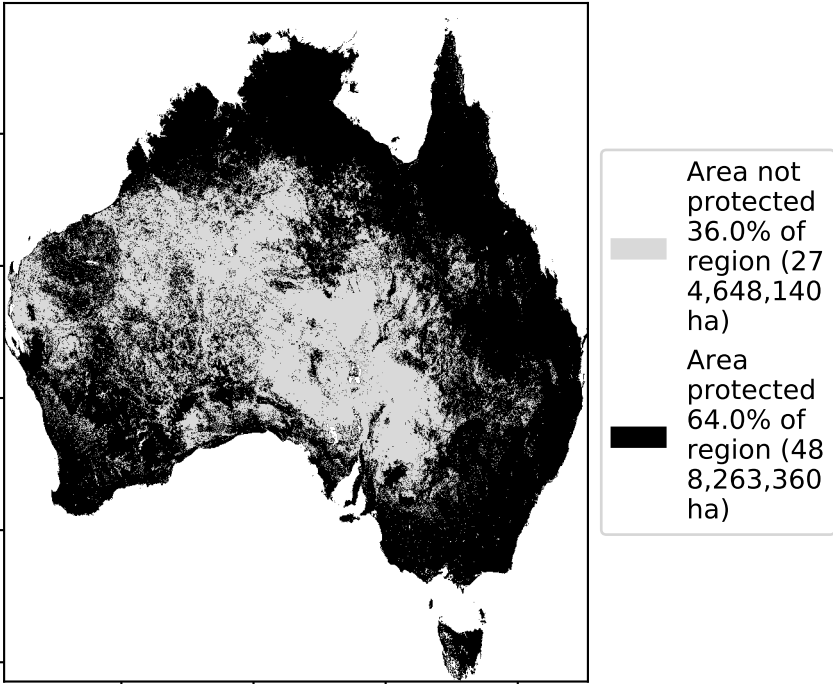 Area not
protected
36.0% of
region (27
4,648,140
ha)
Area
protected
64.0% of
region (48
8,263,360
ha)